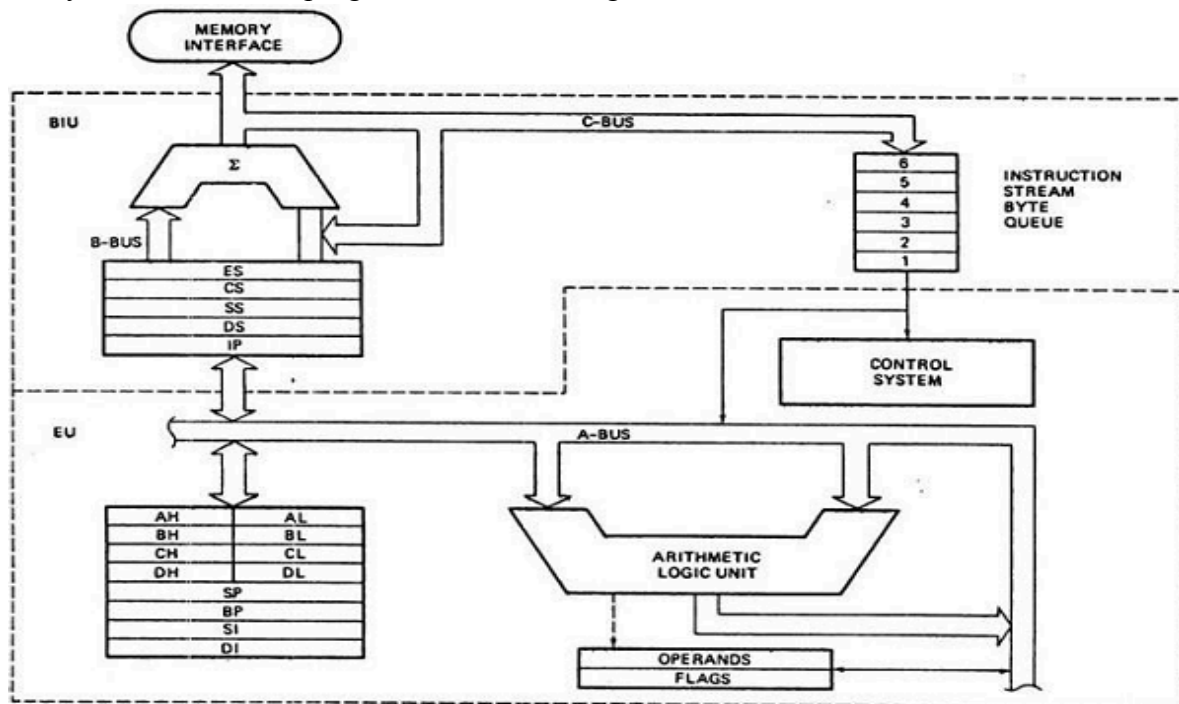 MEMORY
INTERFACE
BIU
C-BUS
Σ
B-BUS
6
5
4
3
2
1
INSTRUCTION
STREAM
BYTE
QUEUE
ES
CS
SS
DS
IP
CONTROL
SYSTEM
EU
A-BUS
AH AL
BH BL
CH CL
DH DL
SP
BP
SI
DI
ARITHMETIC
LOGIC UNIT
OPERANDS
FLAGS